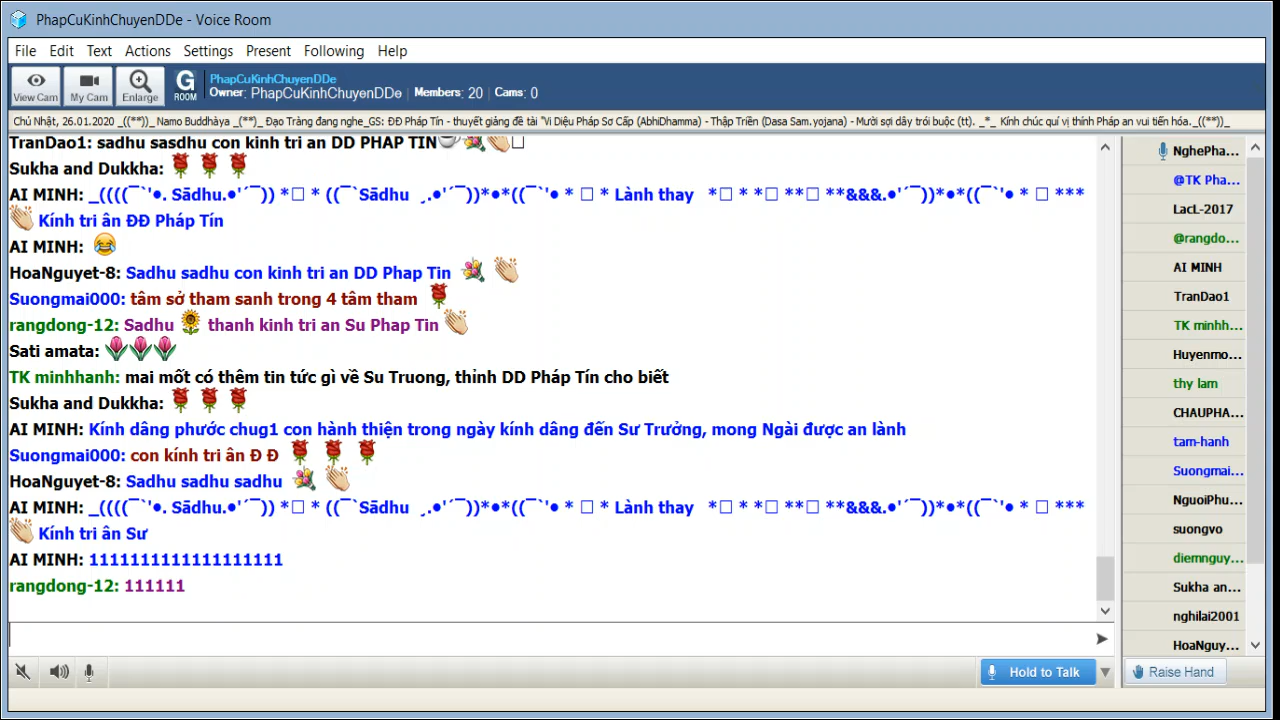 PhapCuKinhChuyenDDe - Voice Room
File Edit Text Actions Settings Present Following Help
View Cam My Cam Enlarge G ROOM
PhapCuKinhChuyenDDe
Owner: PhapCuKinhChuyenDDe Members: 20 Cams: 0
Chủ Nhật, 26.01.2020 _((**))_ Namo Buddhàya _(**)_ Đạo Tràng đang nghe_GS: ĐĐ Pháp Tín - thuyết giảng đề tài "Vi Diệu Pháp Sơ Cấp (AbhiDhamma) - Thập Triền (Dasa Sam.yojana) - Mười sợi dây trói buộc (tt). _*_ Kính chúc quí vị thính Pháp an vui tiến hóa._((**))_
TranDao1: sadhu sasdhu con kinh tri an DD PHAP TIN☕💐👏□
Sukha and Dukkha: 🌹 🌹 🌹
AI MINH: _((((¯`'•. Sādhu.•'´¯)) *□ * ((¯`Sādhu ¸.•'´¯))*•*((¯`'• * □ * Lành thay *□ * *□ **□ **&&&.•'´¯))*•*((¯`'• * □ ***
👏 Kính tri ân ĐĐ Pháp Tín
AI MINH: 😂
HoaNguyet-8: Sadhu sadhu con kinh tri an DD Phap Tin 💐 👏
Suongmai000: tâm sở tham sanh trong 4 tâm tham 🌹
rangdong-12: Sadhu 🌻 thanh kinh tri an Su Phap Tin 👏
Sati amata: 🌷🌷🌷
TK minhhanh: mai mốt có thêm tin tức gì về Su Truong, thinh DD Pháp Tín cho biết
Sukha and Dukkha: 🌹 🌹 🌹
AI MINH: Kính dâng phước chug1 con hành thiện trong ngày kính dâng đến Sư Trưởng, mong Ngài được an lành
Suongmai000: con kính tri ân Đ Đ 🌹 🌹 🌹
HoaNguyet-8: Sadhu sadhu sadhu 💐 👏
AI MINH: _((((¯`'•. Sādhu.•'´¯)) *□ * ((¯`Sādhu ¸.•'´¯))*•*((¯`'• * □ * Lành thay *□ * *□ **□ **&&&.•'´¯))*•*((¯`'• * □ ***
👏 Kính tri ân Sư
AI MINH: 1111111111111111111
rangdong-12: 111111
NghePha...
@TK Pha...
LacL-2017
@rangdo...
AI MINH
TranDao1
TK minhh...
Huyenmo...
thy lam
CHAUPHA...
tam-hanh
Suongmai...
NguoiPhu...
suongvo
diemnguy...
Sukha an...
nghilai2001
HoaNguy...
Hold to Talk
Raise Hand